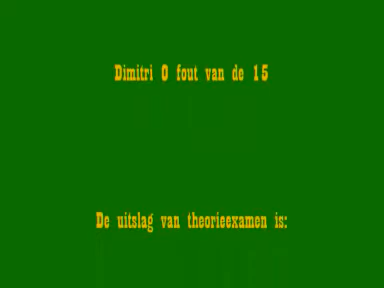 Dimitri 0 fout van de 15
De uitslag van theorieexamen is: